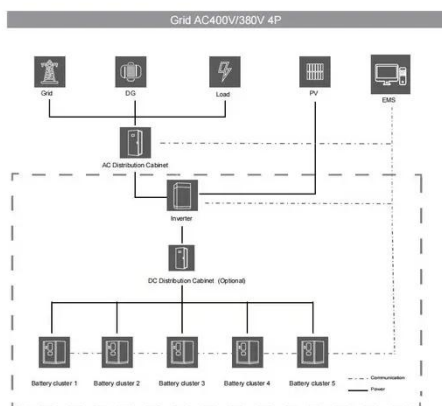 Grid AC400V/380V 4P
Grid
DG
Load
PV
EMS
AC Distribution Cabinet
Inverter
DC Distribution Cabinet (Optional)
Battery cluster 1
Battery cluster 2
Battery cluster 3
Battery cluster 4
Battery cluster 5
Communication
Power